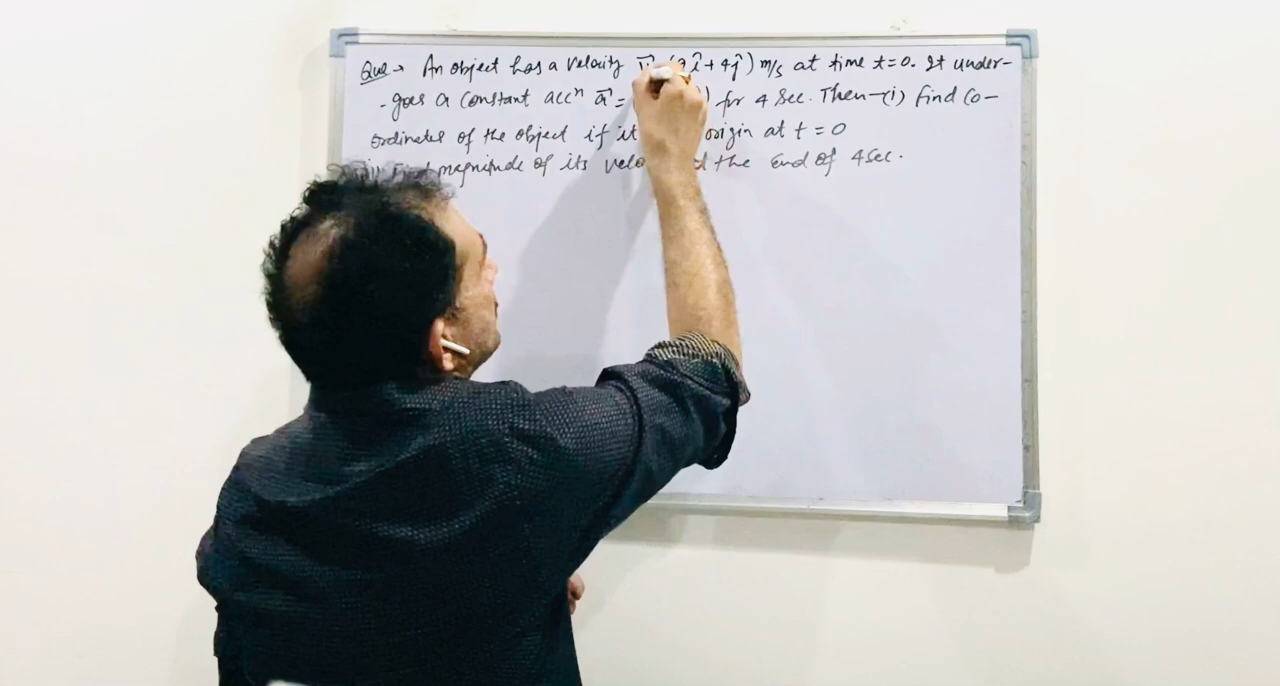 Que → An object has a velocity v⃗ (2î + 4ĵ) m/s at time t = 0. It under-
- goes a constant accⁿ a⃗ = for 4 sec. Then – (i) find co-
ordinates of the object if it origin at t = 0
magnitude of its velo the end of 4 sec.